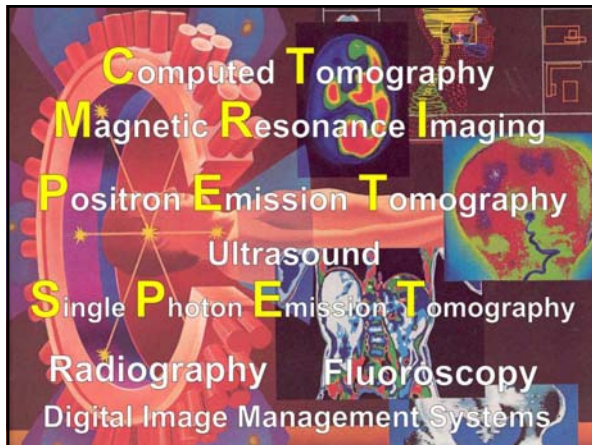 Computed Tomography
Magnetic Resonance Imaging
Positron Emission Tomography
Ultrasound
Single Photon Emission Tomography
Radiography Fluoroscopy
Digital Image Management Systems